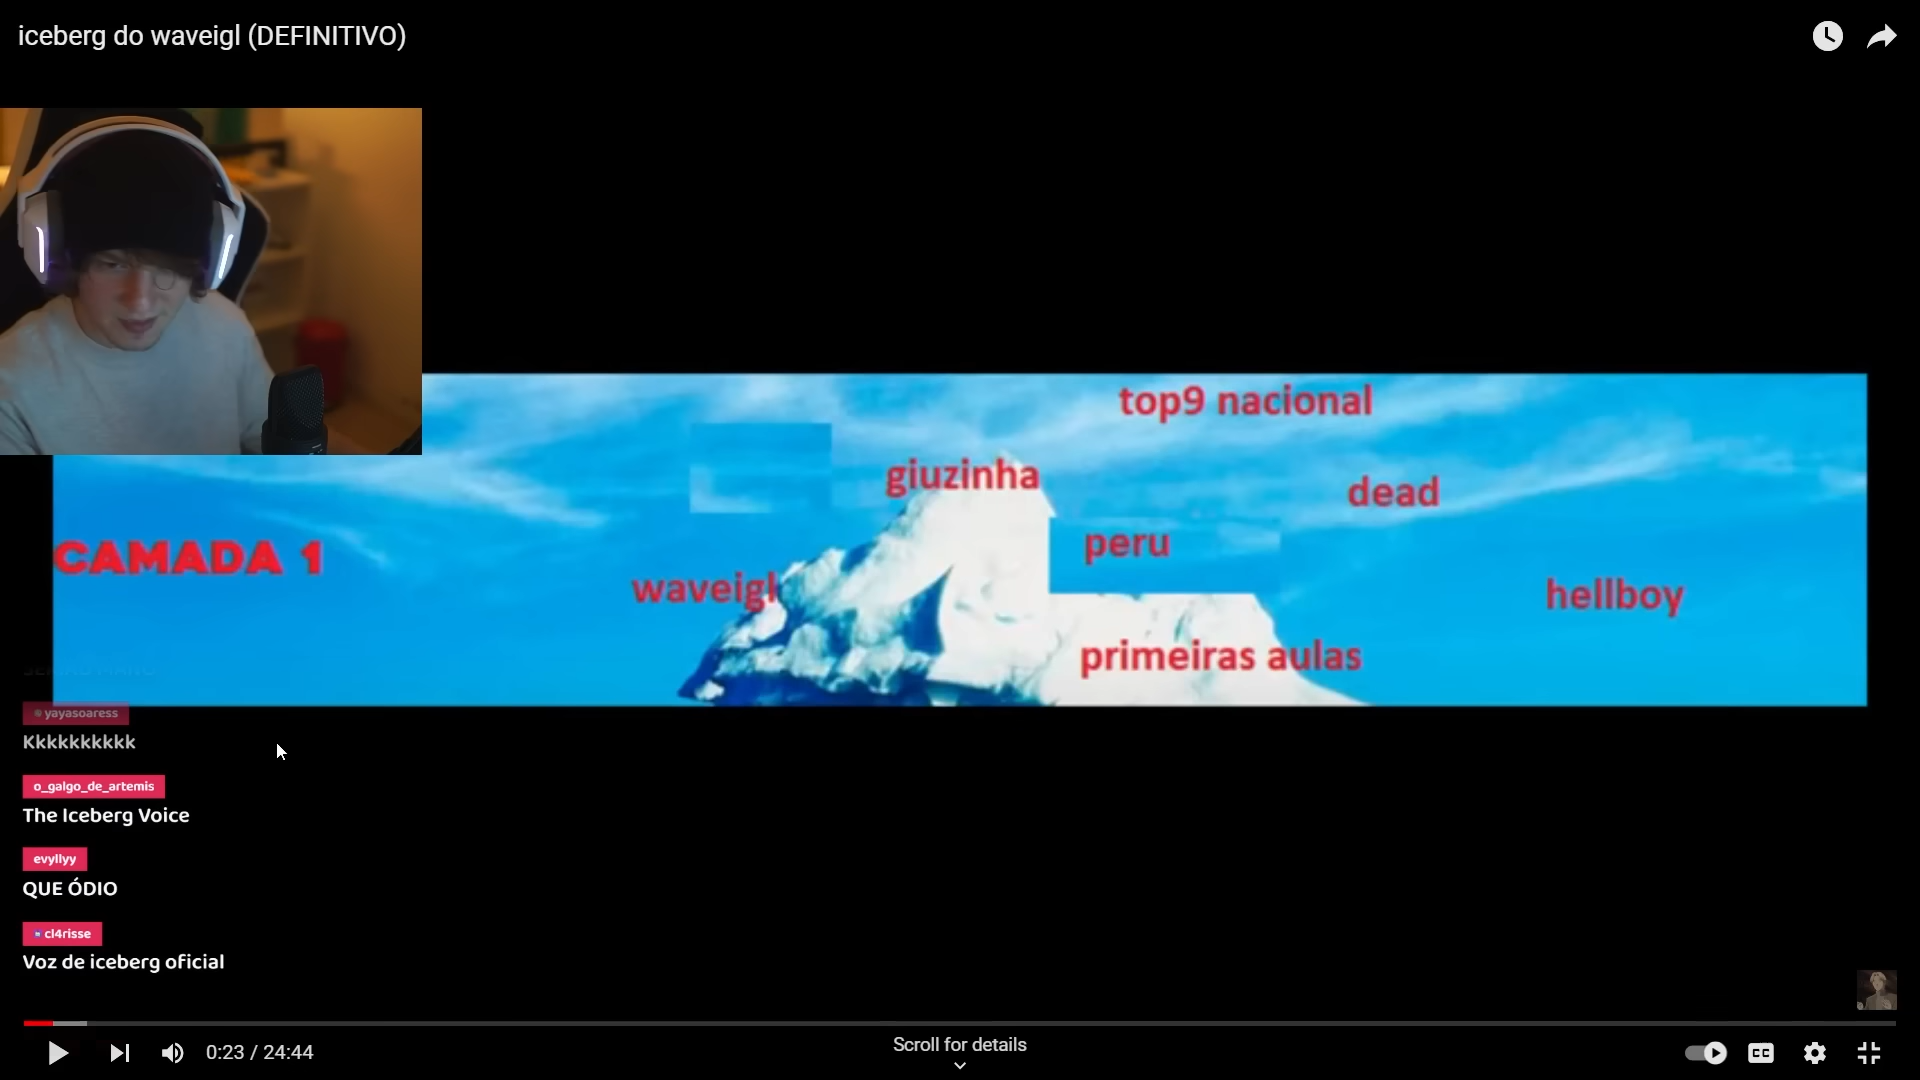 iceberg do waveigl (DEFINITIVO)
top9 nacional
giuzinha
dead
peru
CAMADA 1
waveigl
hellboy
primeiras aulas
yayasoaress
Kkkkkkkkkk
o_galgo_de_artemis
The Iceberg Voice
evyllyy
QUE ÓDIO
cl4risse
Voz de iceberg oficial
0:23 / 24:44
Scroll for details
CC